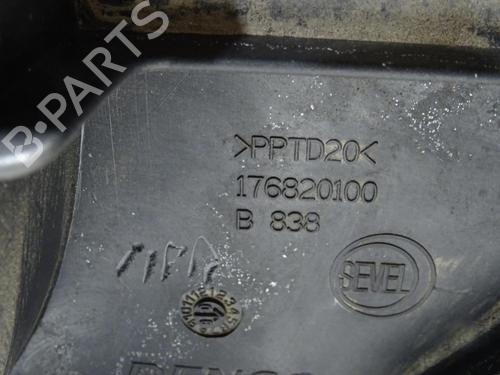 B-PARTS
>PPTD20<
176820100
B 838
SEVEL